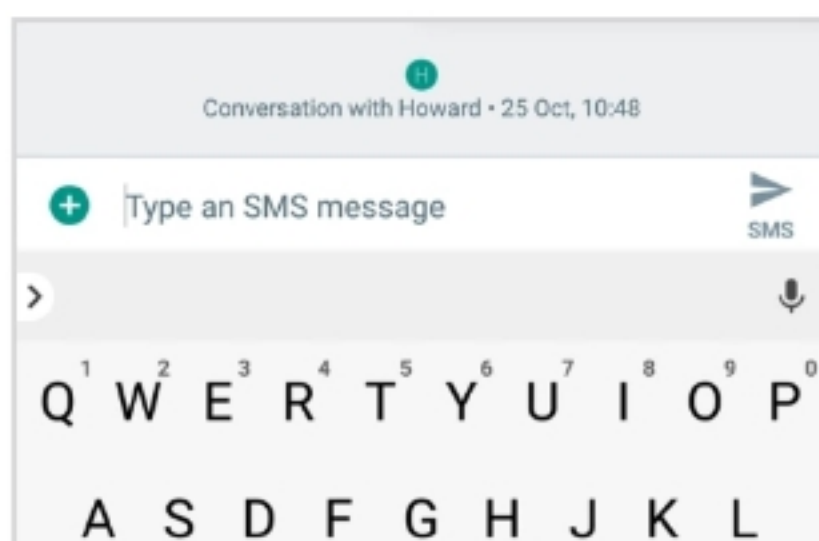 H
Conversation with Howard • 25 Oct, 10:48
Type an SMS message
SMS
1 2 3 4 5 6 7 8 9 0
Q W E R T Y U I O P
A S D F G H J K L